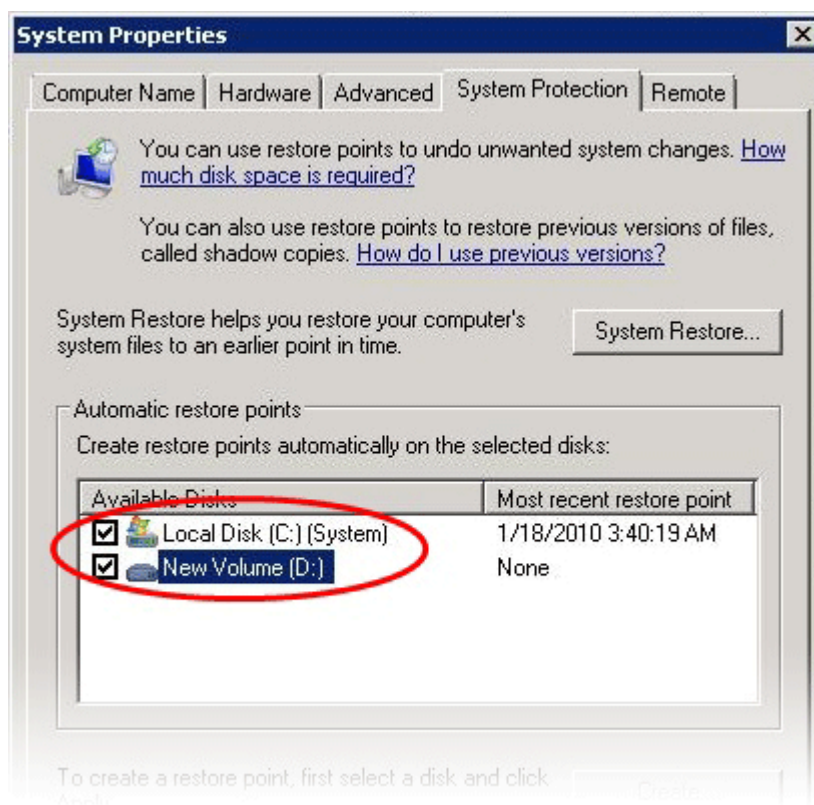 System Properties
Computer Name Hardware Advanced System Protection Remote
You can use restore points to undo unwanted system changes. How
much disk space is required?
You can also use restore points to restore previous versions of files,
called shadow copies. How do I use previous versions?
System Restore helps you restore your computer's
system files to an earlier point in time.
System Restore...
Automatic restore points
Create restore points automatically on the selected disks:
Available Disks Most recent restore point
Local Disk (C:) (System) 1/18/2010 3:40:19 AM
New Volume (D:) None
To create a restore point, first select a disk and click
Apply.
Create...